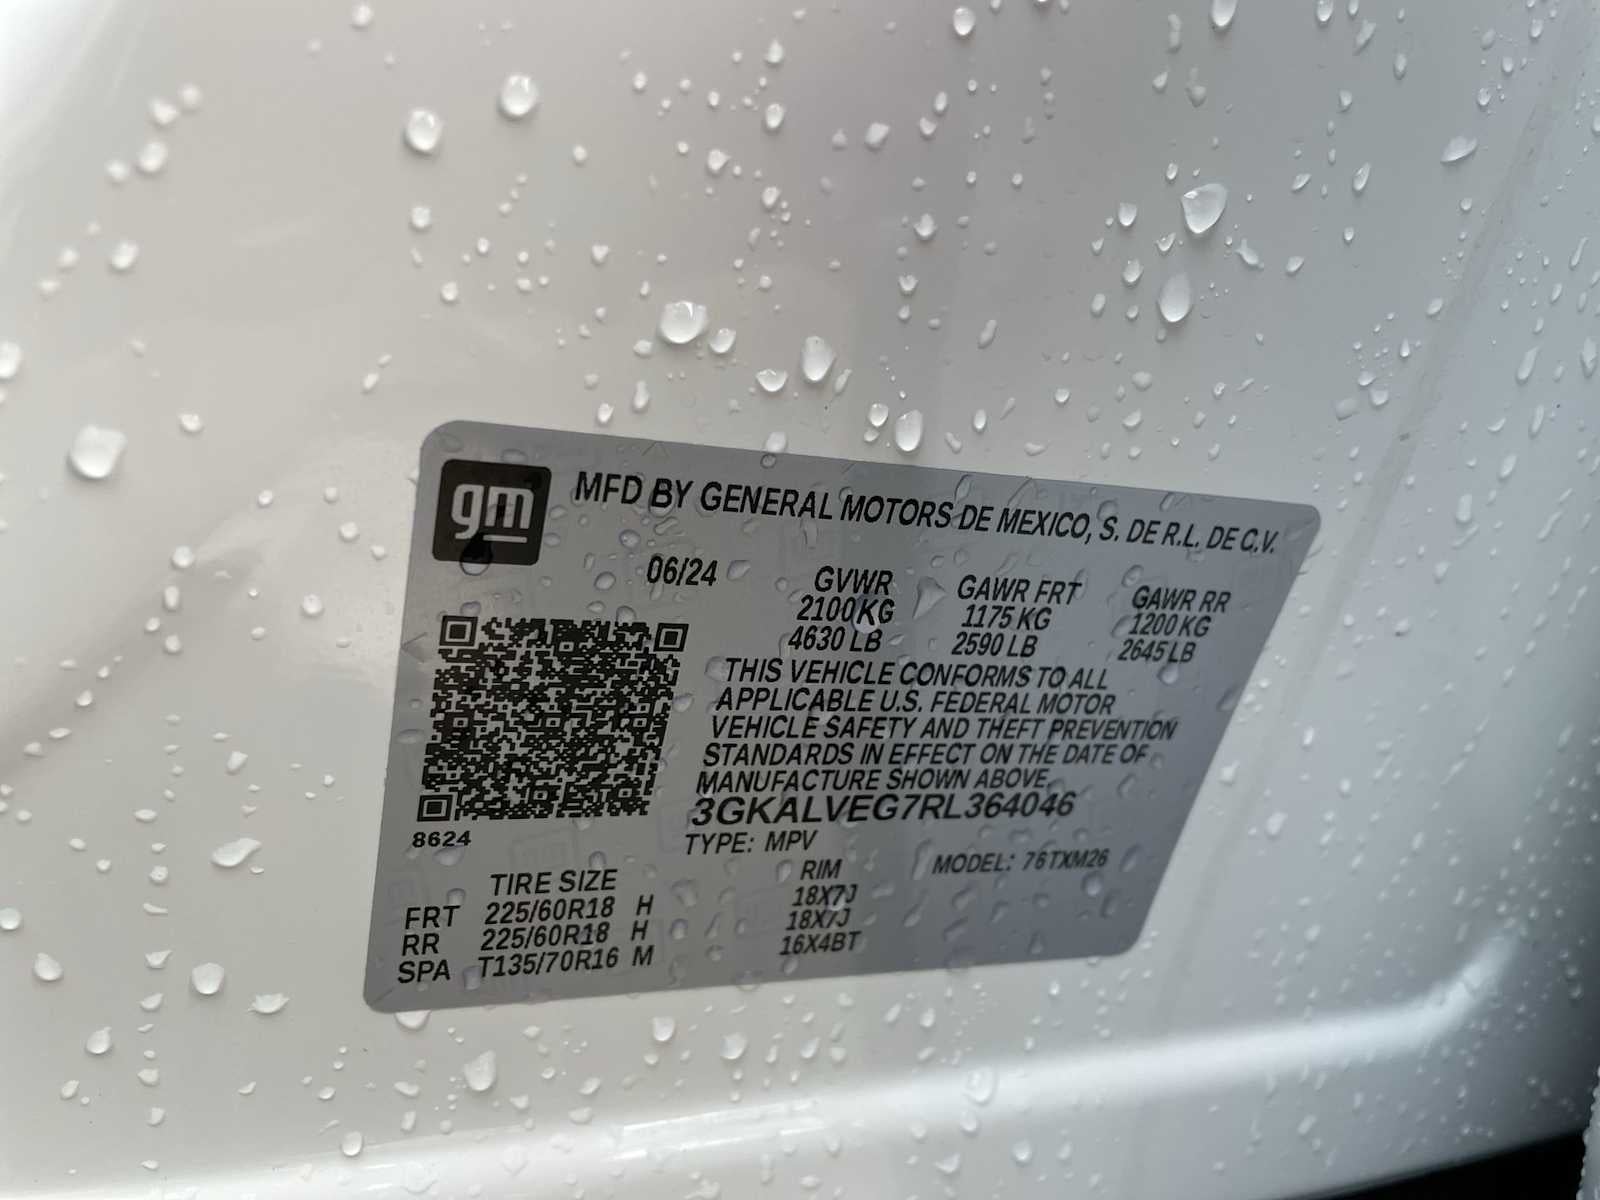 gm
MFD BY GENERAL MOTORS DE MEXICO, S. DE R.L. DE C.V.
06/24
GVWR GAWR FRT GAWR RR
2100 KG 1175 KG 1200 KG
4630 LB 2590 LB 2645 LB
THIS VEHICLE CONFORMS TO ALL
APPLICABLE U.S. FEDERAL MOTOR
VEHICLE SAFETY AND THEFT PREVENTION
STANDARDS IN EFFECT ON THE DATE OF
MANUFACTURE SHOWN ABOVE.
3GKALVEG7RL364046
8624
TYPE: MPV MODEL: 76TXM26
TIRE SIZE RIM
FRT 225/60R18 H 18X7J
RR 225/60R18 H 18X7J
SPA T135/70R16 M 16X4BT